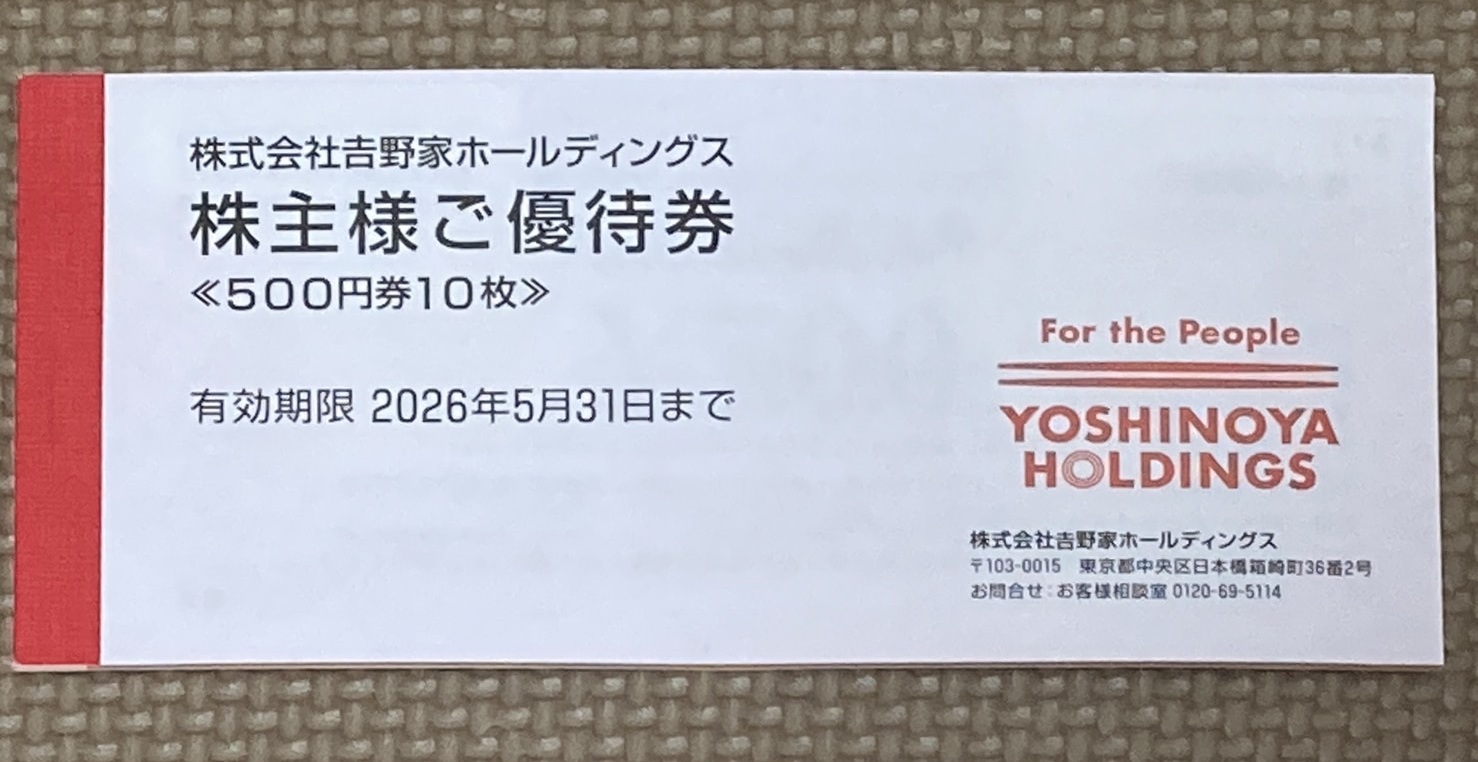 株式会社𠮷野家ホールディングス
株主様ご優待券
≪500円券10枚≫
有効期限 2026年5月31日まで
For the People
YOSHINOYA
HOLDINGS
株式会社𠮷野家ホールディングス
〒103-0015　東京都中央区日本橋箱崎町36番2号
お問合せ：お客様相談室 0120-69-5114